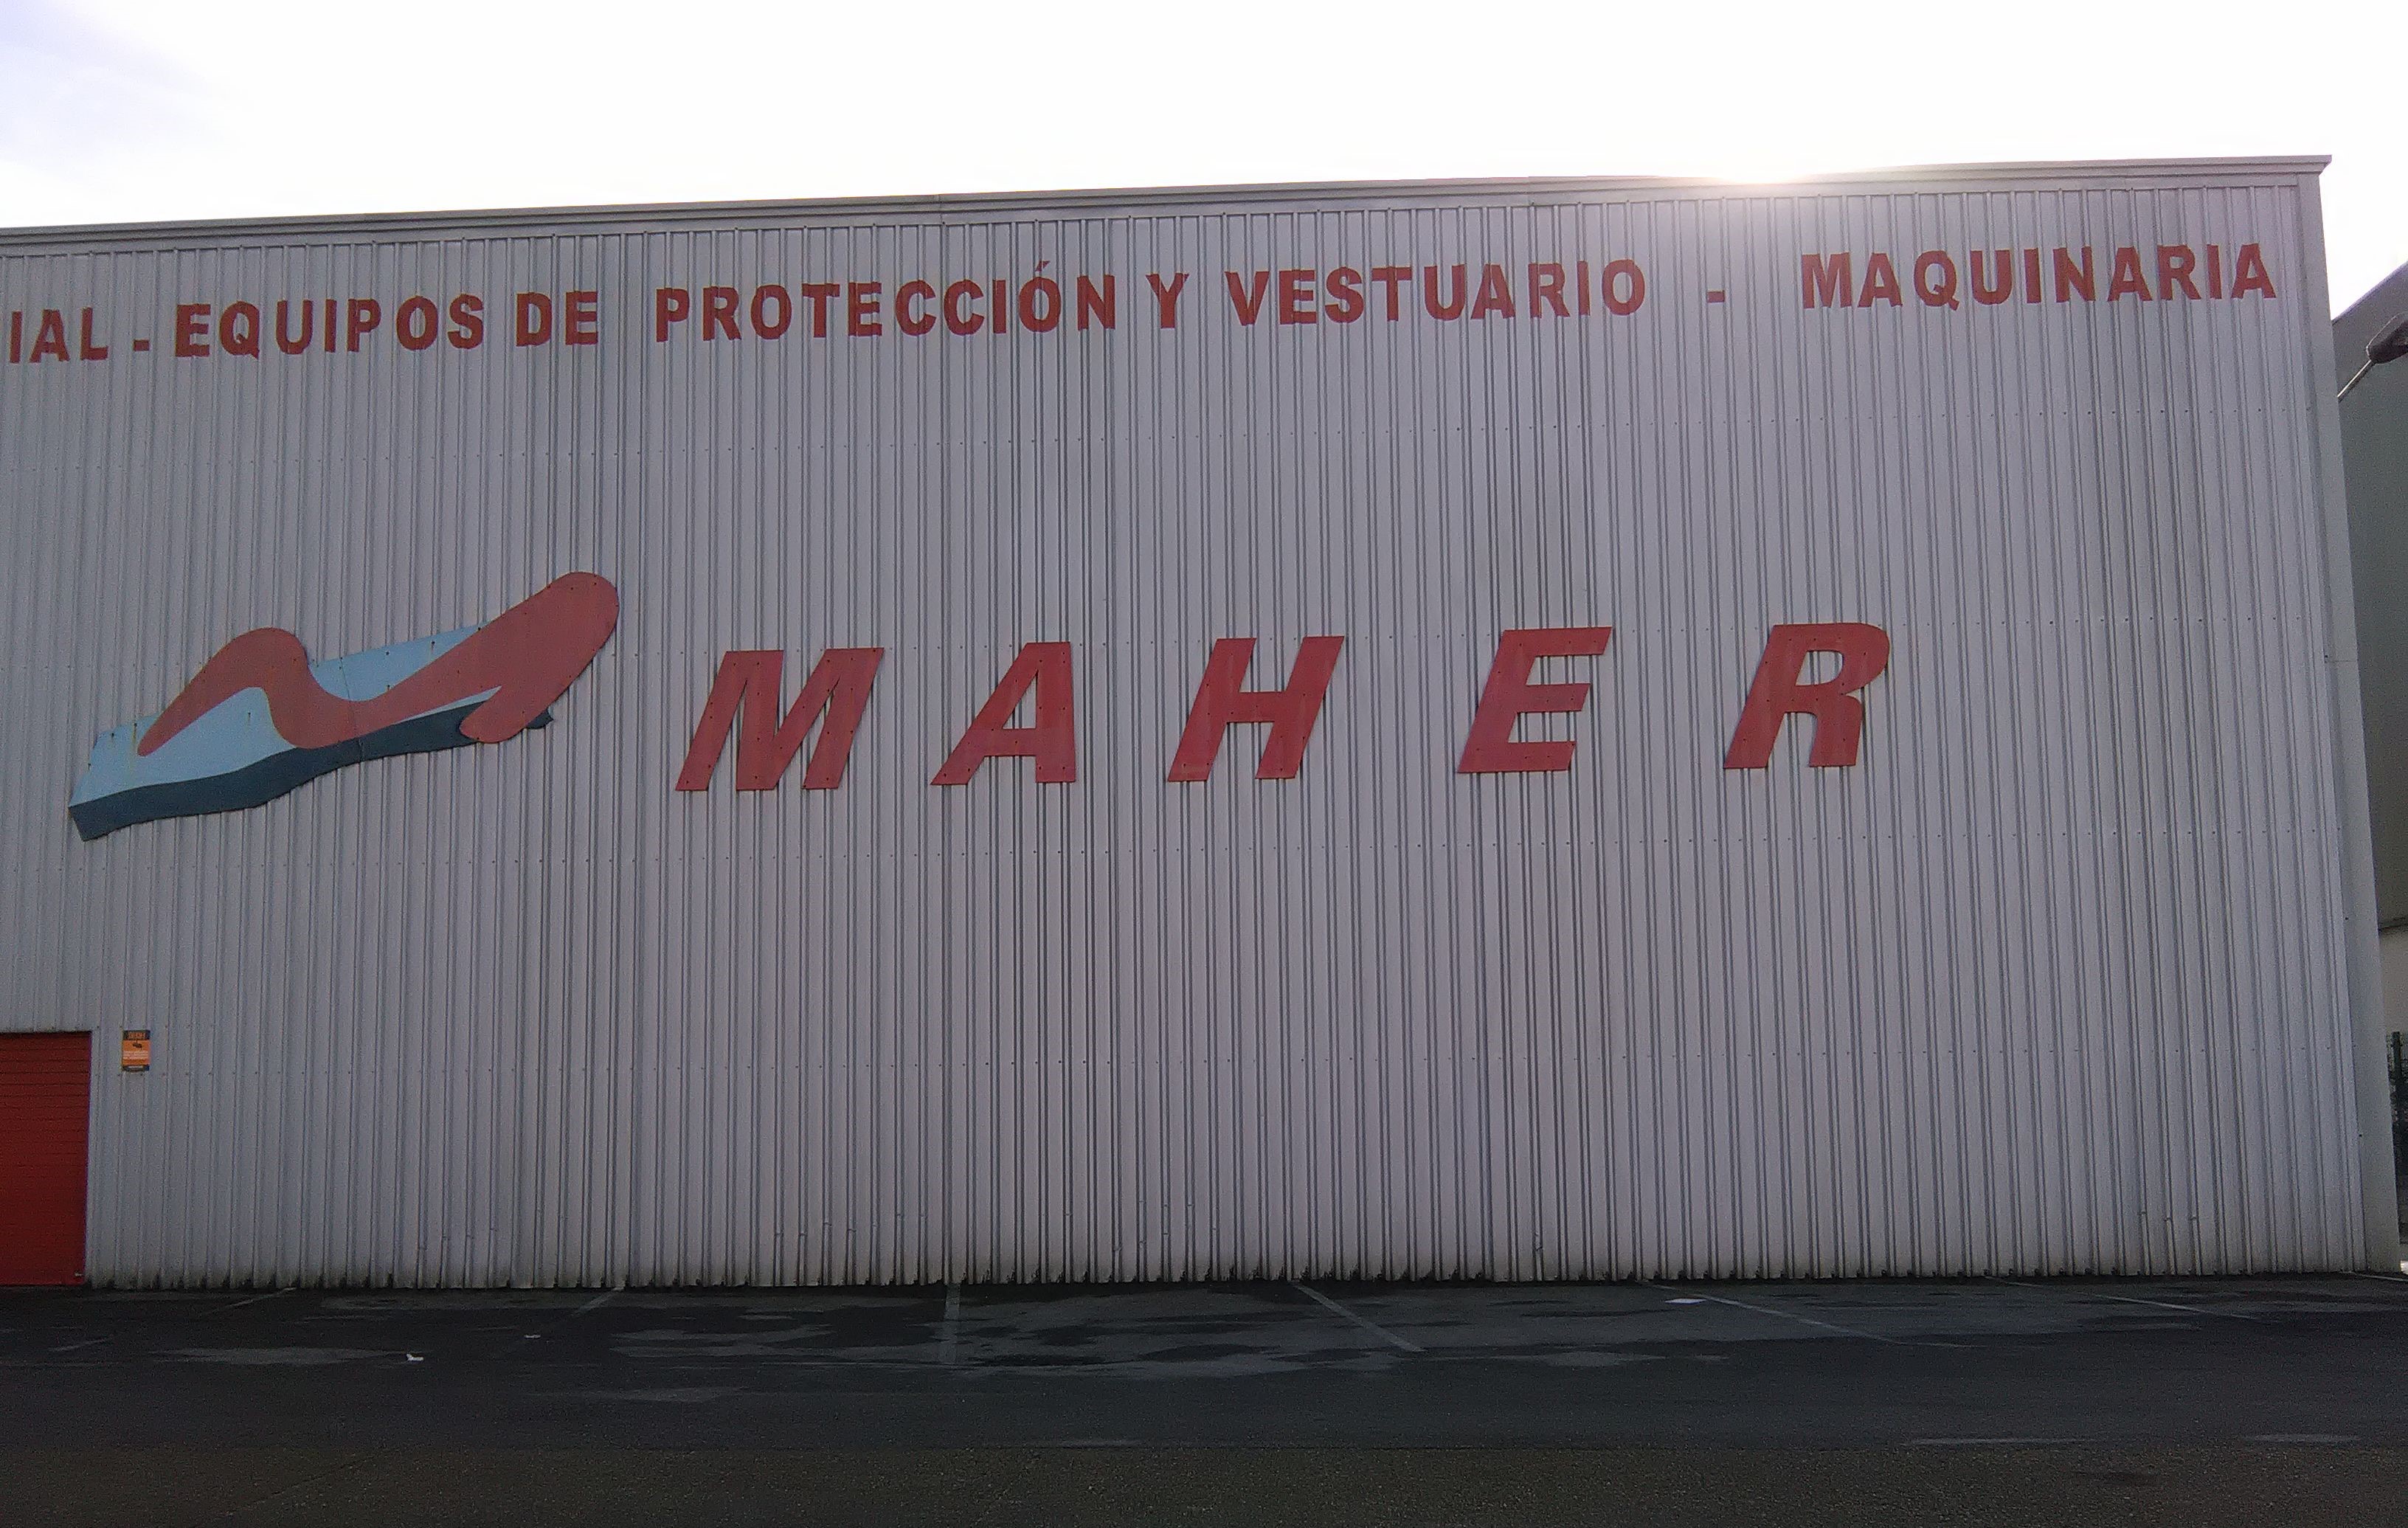 IAL - EQUIPOS DE PROTECCIÓN Y VESTUARIO - MAQUINARIA
MAHER